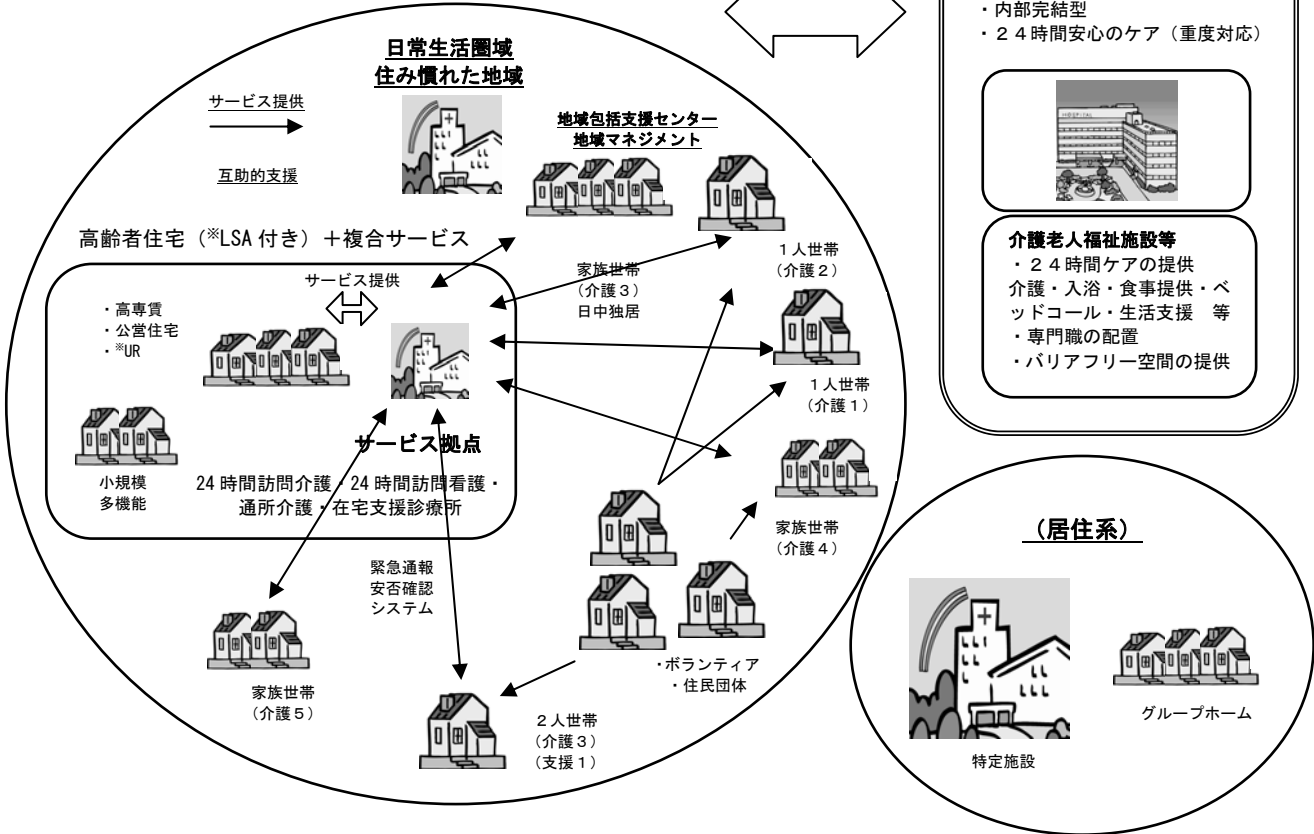 ・内部完結型
・２４時間安心のケア（重度対応）
日常生活圏域
住み慣れた地域
サービス提供
互助的支援
地域包括支援センター
地域マネジメント
高齢者住宅（※LSA 付き）＋複合サービス
サービス提供
・高専賃
・公営住宅
・※UR
家族世帯
（介護３）
日中独居
１人世帯
（介護２）
１人世帯
（介護１）
サービス拠点
小規模
多機能
24 時間訪問介護・24 時間訪問看護・
通所介護・在宅支援診療所
家族世帯
（介護４）
緊急通報
安否確認
システム
・ボランティア
・住民団体
家族世帯
（介護５）
２人世帯
（介護３）
（支援１）
HOSPITAL
介護老人福祉施設等
・２４時間ケアの提供
介護・入浴・食事提供・ベ
ッドコール・生活支援　等
・専門職の配置
・バリアフリー空間の提供
（居住系）
特定施設
グループホーム